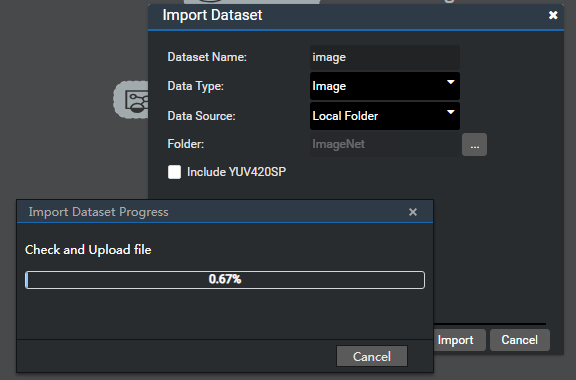 Import Dataset
Dataset Name: image
Data Type: Image
Data Source: Local Folder
Folder: ImageNet ...
Include YUV420SP
Import Dataset Progress
Check and Upload file
0.67%
Cancel
Import Cancel